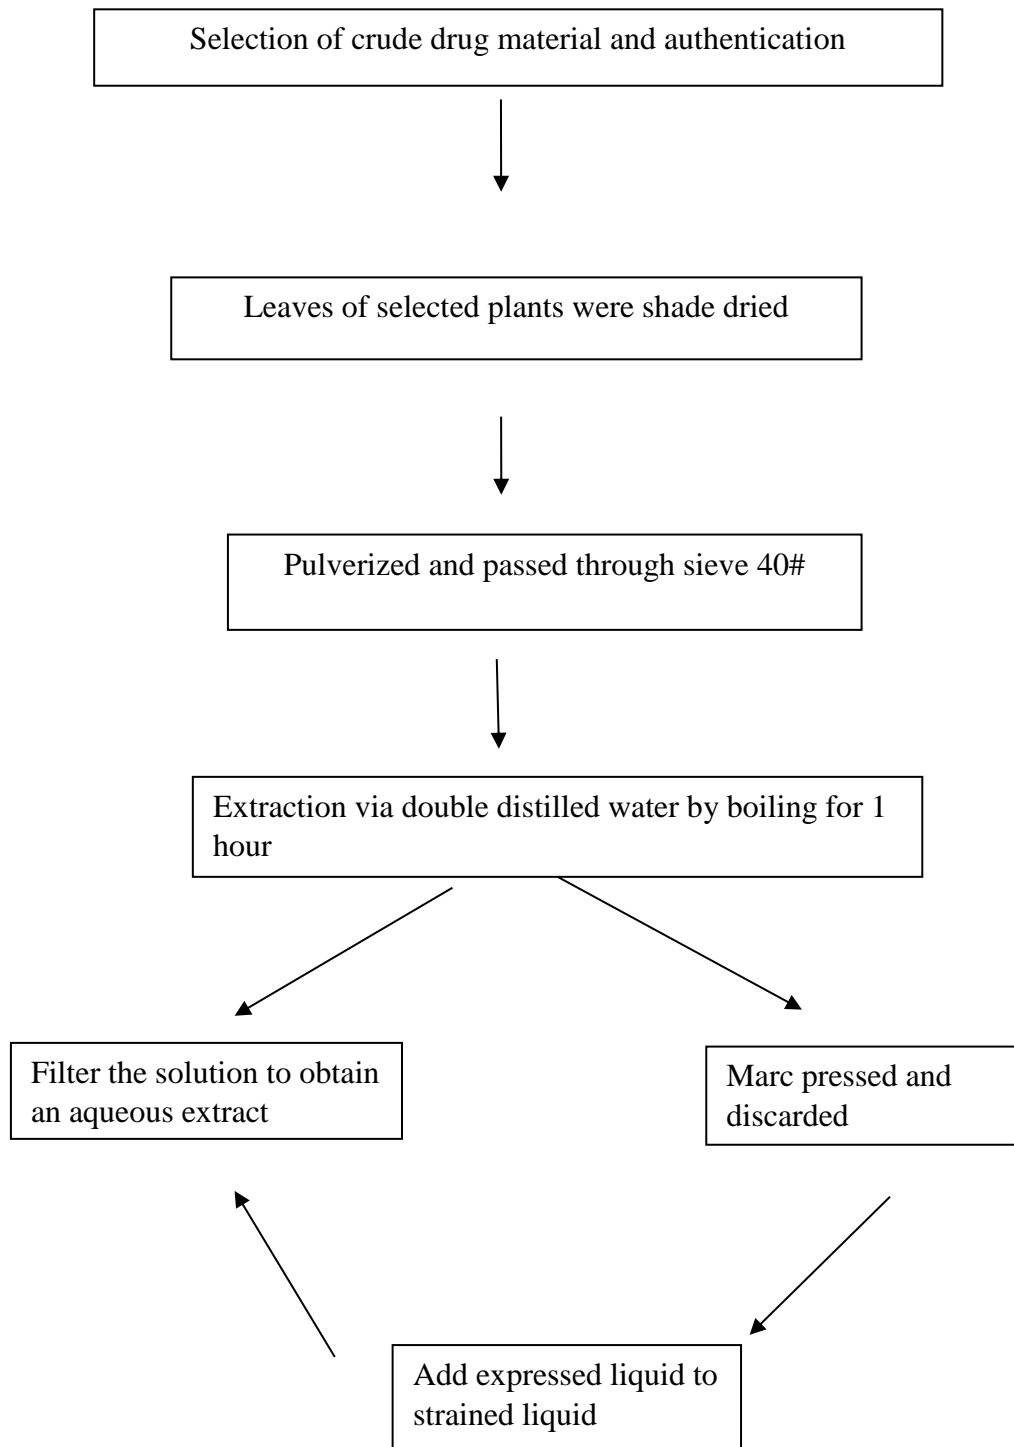 Selection of crude drug material and authentication
Leaves of selected plants were shade dried
Pulverized and passed through sieve 40#
Extraction via double distilled water by boiling for 1
hour
Filter the solution to obtain
an aqueous extract
Marc pressed and
discarded
Add expressed liquid to
strained liquid